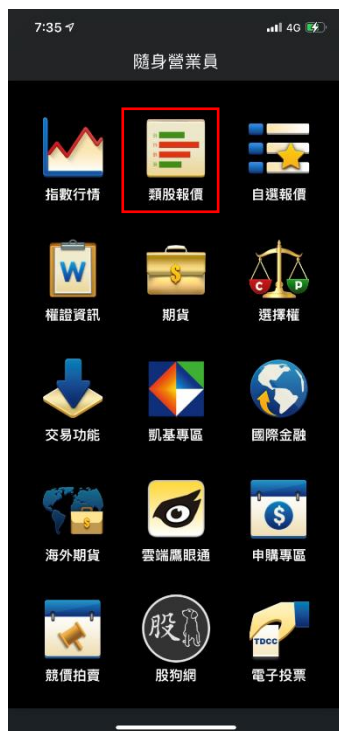 7:35
4G
隨身營業員
指數行情
類股報價
自選報價
W
$
C P
權證資訊
期貨
選擇權
交易功能
凱基專區
國際金融
$
$
海外期貨
雲端鷹眼通
申購專區
股
TDCC
競價拍賣
股狗網
電子投票